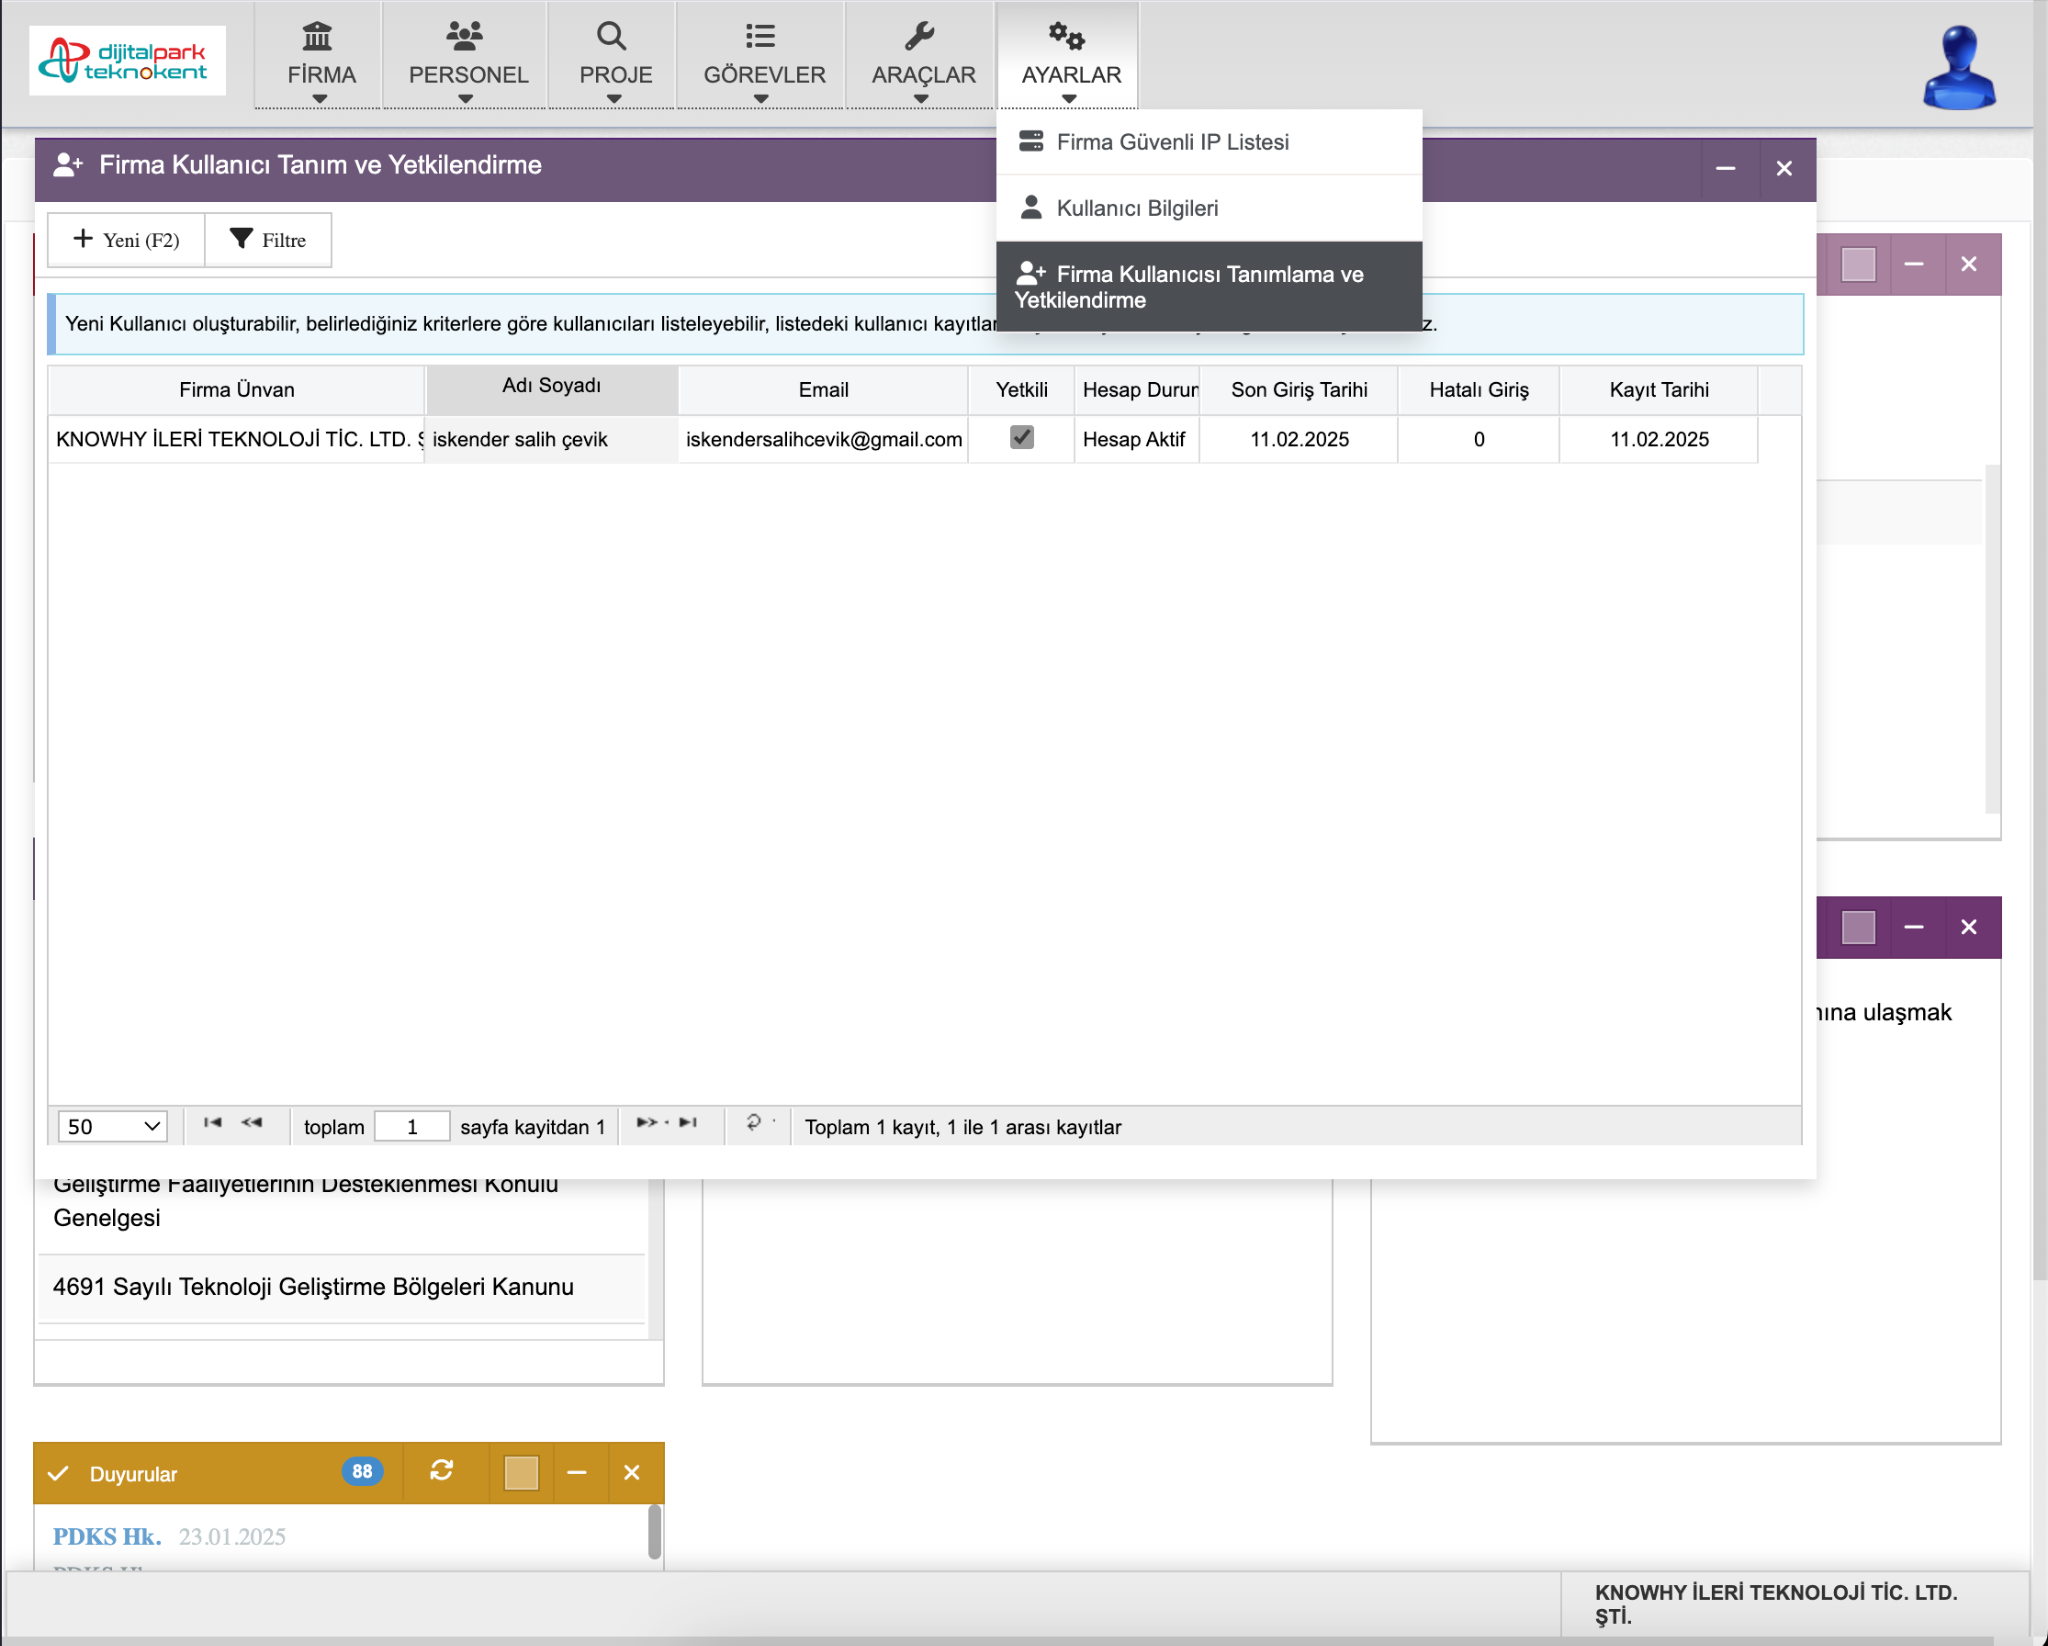 dijitalpark
teknokent
FİRMA
PERSONEL
PROJE
GÖREVLER
ARAÇLAR
AYARLAR
Firma Güvenli IP Listesi
Kullanıcı Bilgileri
Firma Kullanıcısı Tanımlama ve
Yetkilendirme
Firma Kullanıcı Tanım ve Yetkilendirme
Yeni (F2)
Filtre
Yeni Kullanıcı oluşturabilir, belirlediğiniz kriterlere göre kullanıcıları listeleyebilir, listedeki kullanıcı z.
Firma Ünvan
Adı Soyadı
Email
Yetkili
Hesap Durun
Son Giriş Tarihi
Hatalı Giriş
Kayıt Tarihi
KNOWHY İLERİ TEKNOLOJİ TİC. LTD.
iskender salih çevik
iskendersalihcevik@gmail.com
Hesap Aktif
11.02.2025
0
11.02.2025
ulaşmak
50
toplam
1
sayfa kayitdan 1
Toplam 1 kayıt, 1 ile 1 arası kayıtlar
Geliştirme Faaliyetlerinin Desteklenmesi Konulu
Genelgesi
4691 Sayılı Teknoloji Geliştirme Bölgeleri Kanunu
Duyurular
88
PDKS Hk. 23.01.2025
KNOWHY İLERİ TEKNOLOJİ TİC. LTD.
ŞTİ.